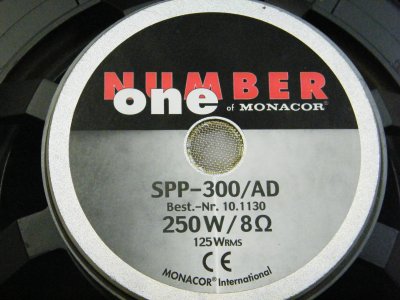 NUMBER
one of MONACOR®
SPP-300/AD
Best.-Nr. 10.1130
250W/8Ω
125WRMS
CE
MONACOR® International